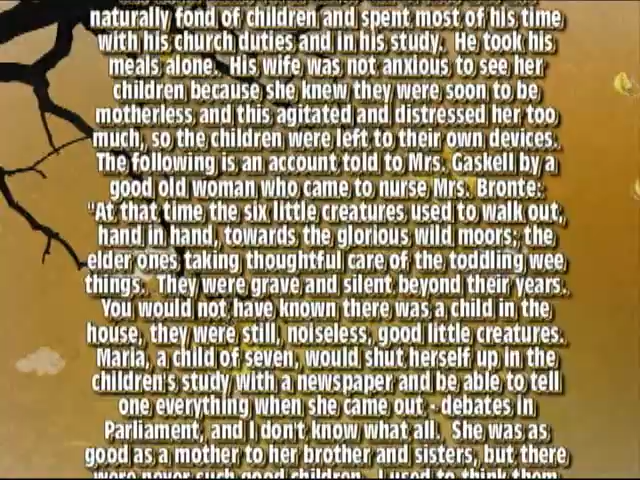 naturally fond of children and spent most of his time
with his church duties and in his study. He took his
meals alone. His wife was not anxious to see her
children because she knew they were soon to be
motherless and this agitated and distressed her too
much, so the children were left to their own devices.
The following is an account told to Mrs. Gaskell by a
good old woman who came to nurse Mrs. Bronte:
"At that time the six little creatures used to walk out,
hand in hand, towards the glorious wild moors; the
elder ones taking thoughtful care of the toddling wee
things. They were grave and silent beyond their years.
You would not have known there was a child in the
house, they were still, noiseless, good little creatures.
Maria, a child of seven, would shut herself up in the
children's study with a newspaper and be able to tell
one everything when she came out - debates in
Parliament, and I don't know what all. She was as
good as a mother to her brother and sisters, but there
were never such good children. I used to think them